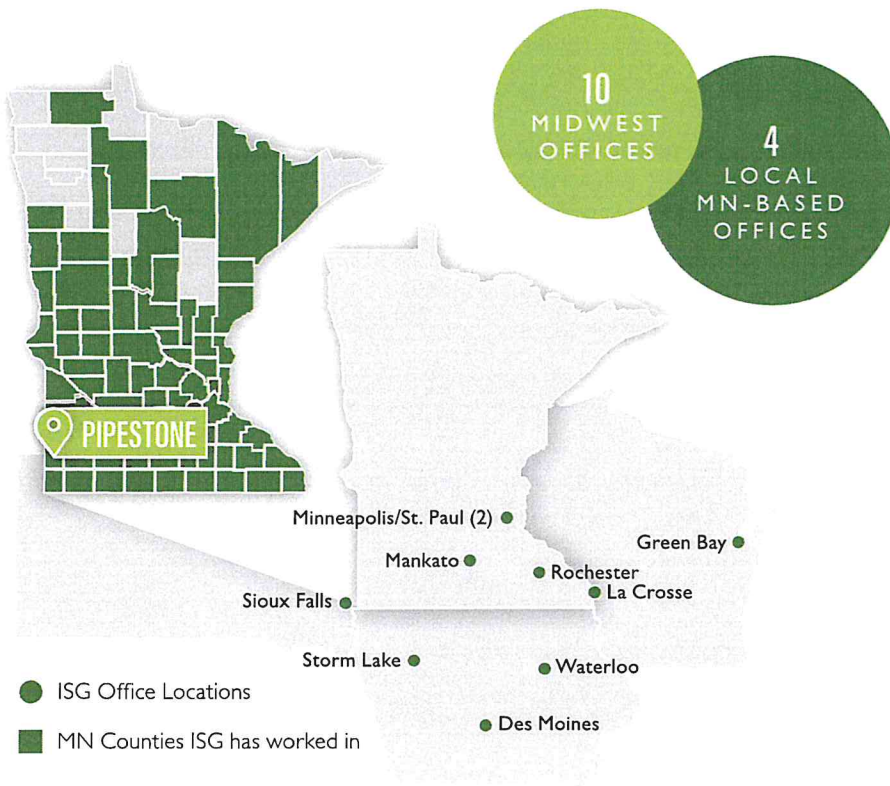 10
MIDWEST
OFFICES
4
LOCAL
MN-BASED
OFFICES
PIPESTONE
Minneapolis/St. Paul (2)
Green Bay
Mankato
Rochester
La Crosse
Sioux Falls
Storm Lake
Waterloo
Des Moines
ISG Office Locations
MN Counties ISG has worked in